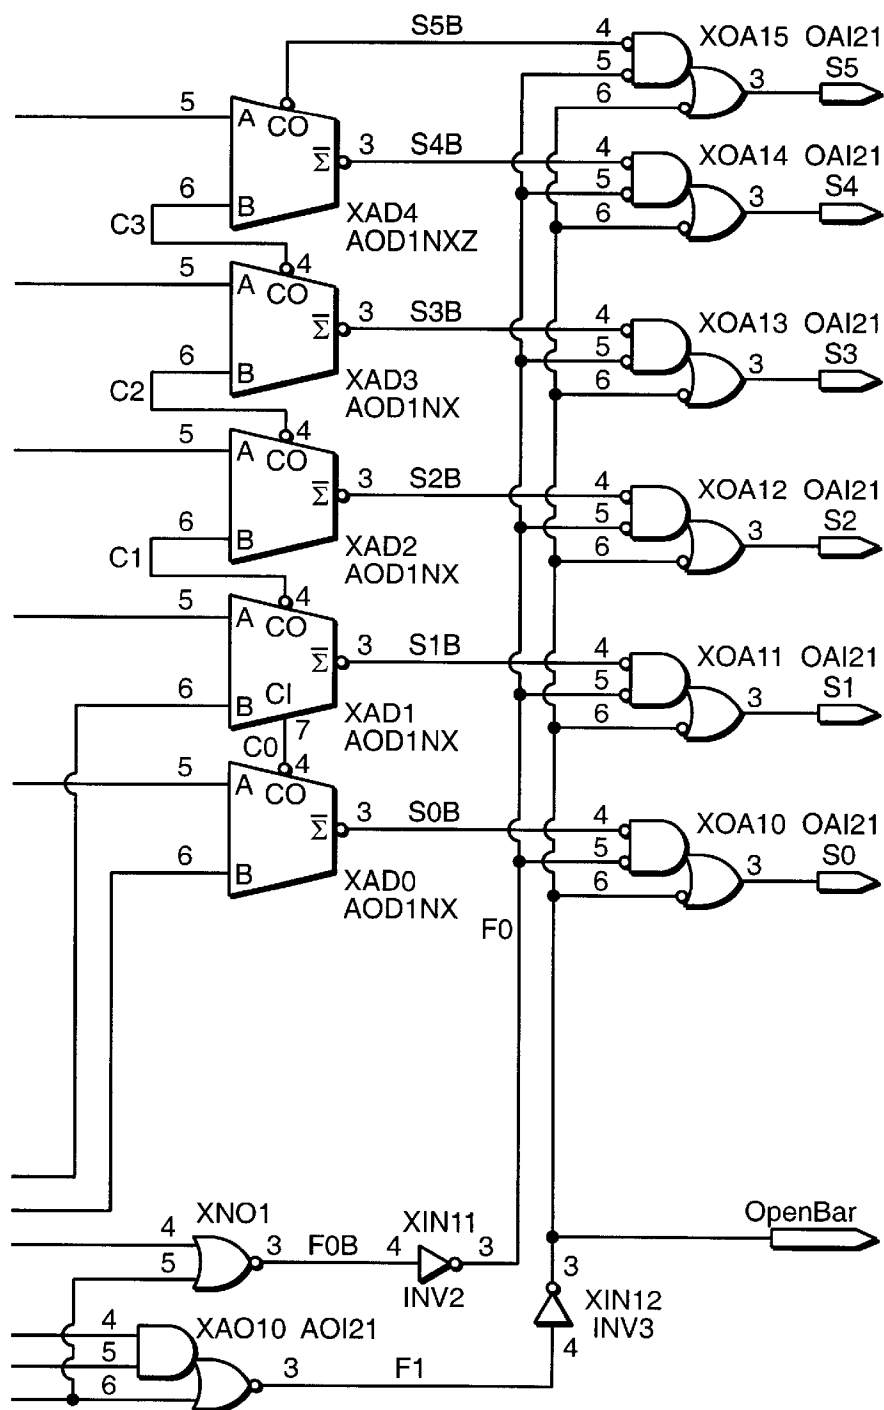 S5B
4
XOA15 OAI21
5
3
S5
5
A
CO
6
Σ
3
S4B
4
XOA14 OAI21
5
3
S4
6
B
XAD4
6
C3
AOD1NXZ
4
5
A
CO
Σ
3
S3B
4
XOA13 OAI21
5
3
S3
6
B
XAD3
6
C2
AOD1NX
4
5
A
CO
Σ
3
S2B
4
XOA12 OAI21
5
3
S2
6
B
XAD2
6
C1
AOD1NX
4
5
A
CO
Σ
3
S1B
4
XOA11 OAI21
5
3
S1
6
B
CI
XAD1
6
C0
7
AOD1NX
4
5
A
CO
Σ
3
S0B
4
XOA10 OAI21
5
3
S0
6
B
XAD0
6
AOD1NX
F0
XNO1
XIN11
OpenBar
4
3
F0B
4
3
5
INV2
3
XIN12
INV3
4
XAO10 AOI21
4
5
3
F1
6